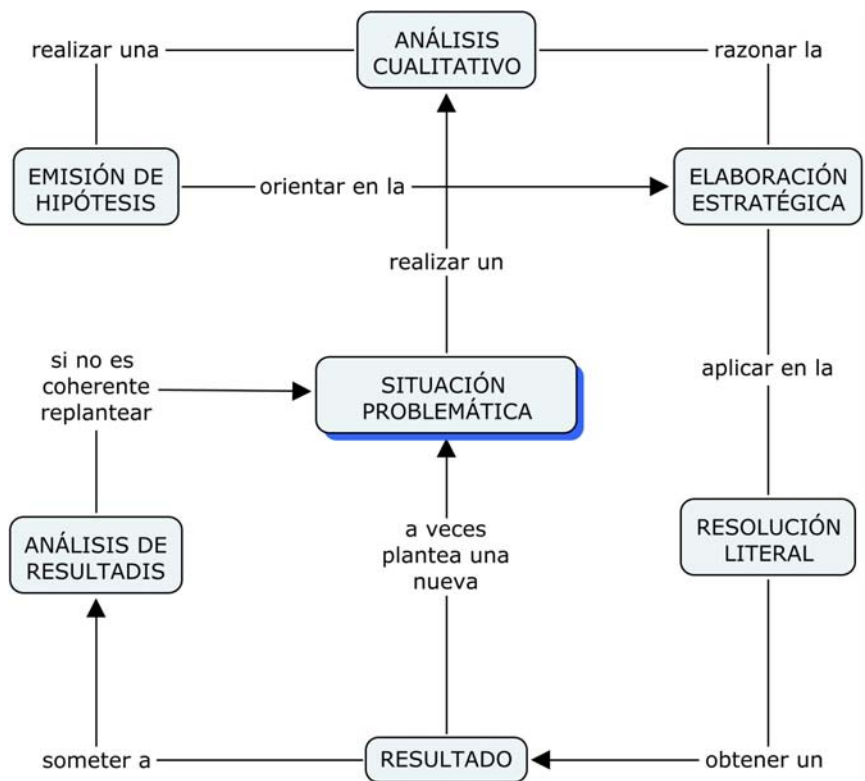 realizar una
ANÁLISIS
CUALITATIVO
razonar la
EMISIÓN DE
HIPÓTESIS
orientar en la
ELABORACIÓN
ESTRATÉGICA
realizar un
si no es
coherente
replantear
SITUACIÓN
PROBLEMÁTICA
aplicar en la
ANÁLISIS DE
RESULTADIS
a veces
plantea una
nueva
RESOLUCIÓN
LITERAL
someter a
RESULTADO
obtener un